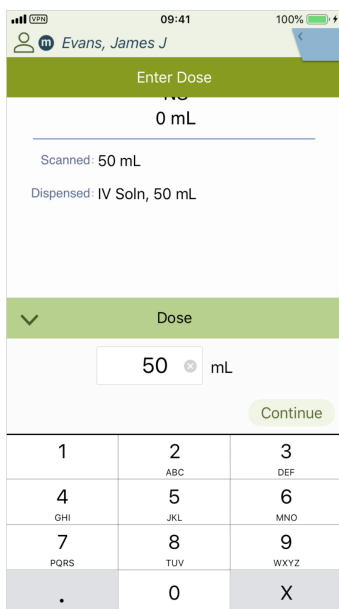 VPN 09:41 100%
m Evans, James J
Enter Dose
NS
0 mL
Scanned: 50 mL
Dispensed: IV Soln, 50 mL
Dose
50 mL
Continue
1 2 3
ABC DEF
4 5 6
GHI JKL MNO
7 8 9
PQRS TUV WXYZ
. 0 X